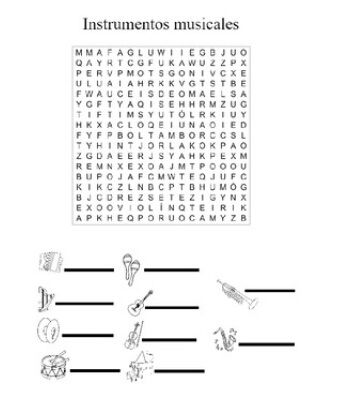 Instrumentos musicales
M M A F A G L U W I I E G B J U O
Q A Y R T C G F U K A W U Z Z P X
P E R V P M O T S G O N I V C X E
U L U A I A H R K K V G T S T B E
F W A U C E I S D E O M A E L S A
Y G F T Y A Q I S E H H R M Z U G
T I F T I M S Y U T Ó L R K I U Y
H K X A C L O Q E I U N A O I E D
F Y F P B O L T A M B O R C C S L
T Y H I N T J O R L A K O K P A O
Z G D A E E R J S Y A H K P E X M
R E M N X E X O A J M T P O O O U
B U P O J A F C M W T E Q J U F C
K I K C Z L N B C P T B H U M Ó G
B J C D R E Z S E T E Z I G Y N X
E X O O V I O L Í N Q T E I R I K
A P K H E Q P O R U O C A M Y Z B